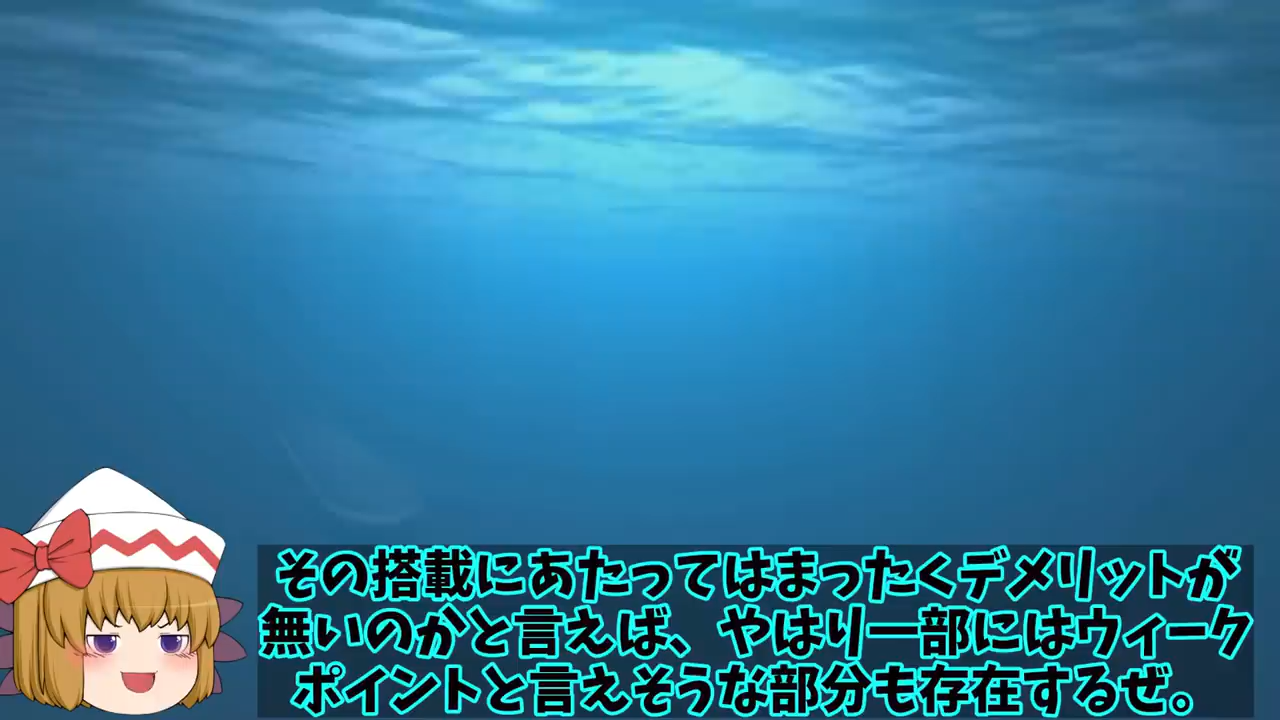 その搭載にあたってはまったくデメリットが
無いのかと言えば、やはり一部にはウィーク
ポイントと言えそうな部分も存在するぜ。